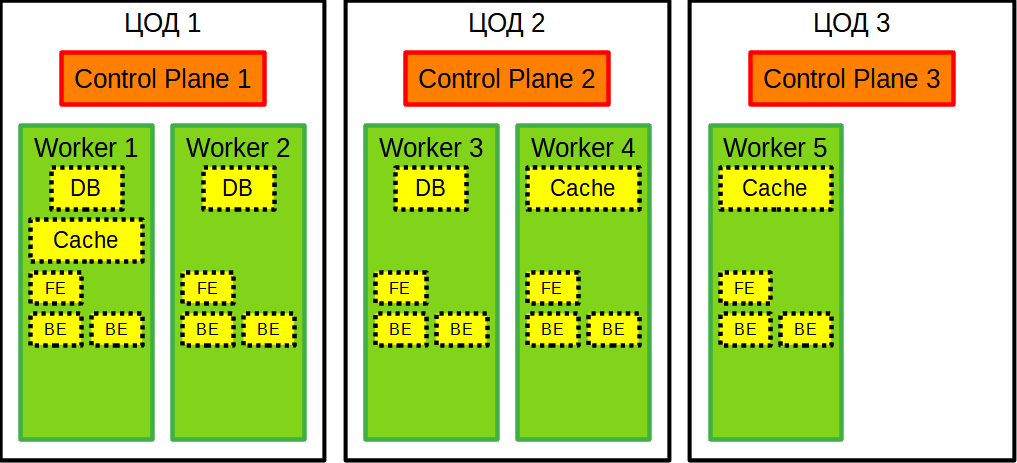 ЦОД 1
Control Plane 1
Worker 1
DB
Cache
FE
BE BE
Worker 2
DB
FE
BE BE
ЦОД 2
Control Plane 2
Worker 3
DB
FE
BE BE
Worker 4
Cache
FE
BE BE
ЦОД 3
Control Plane 3
Worker 5
Cache
FE
BE BE